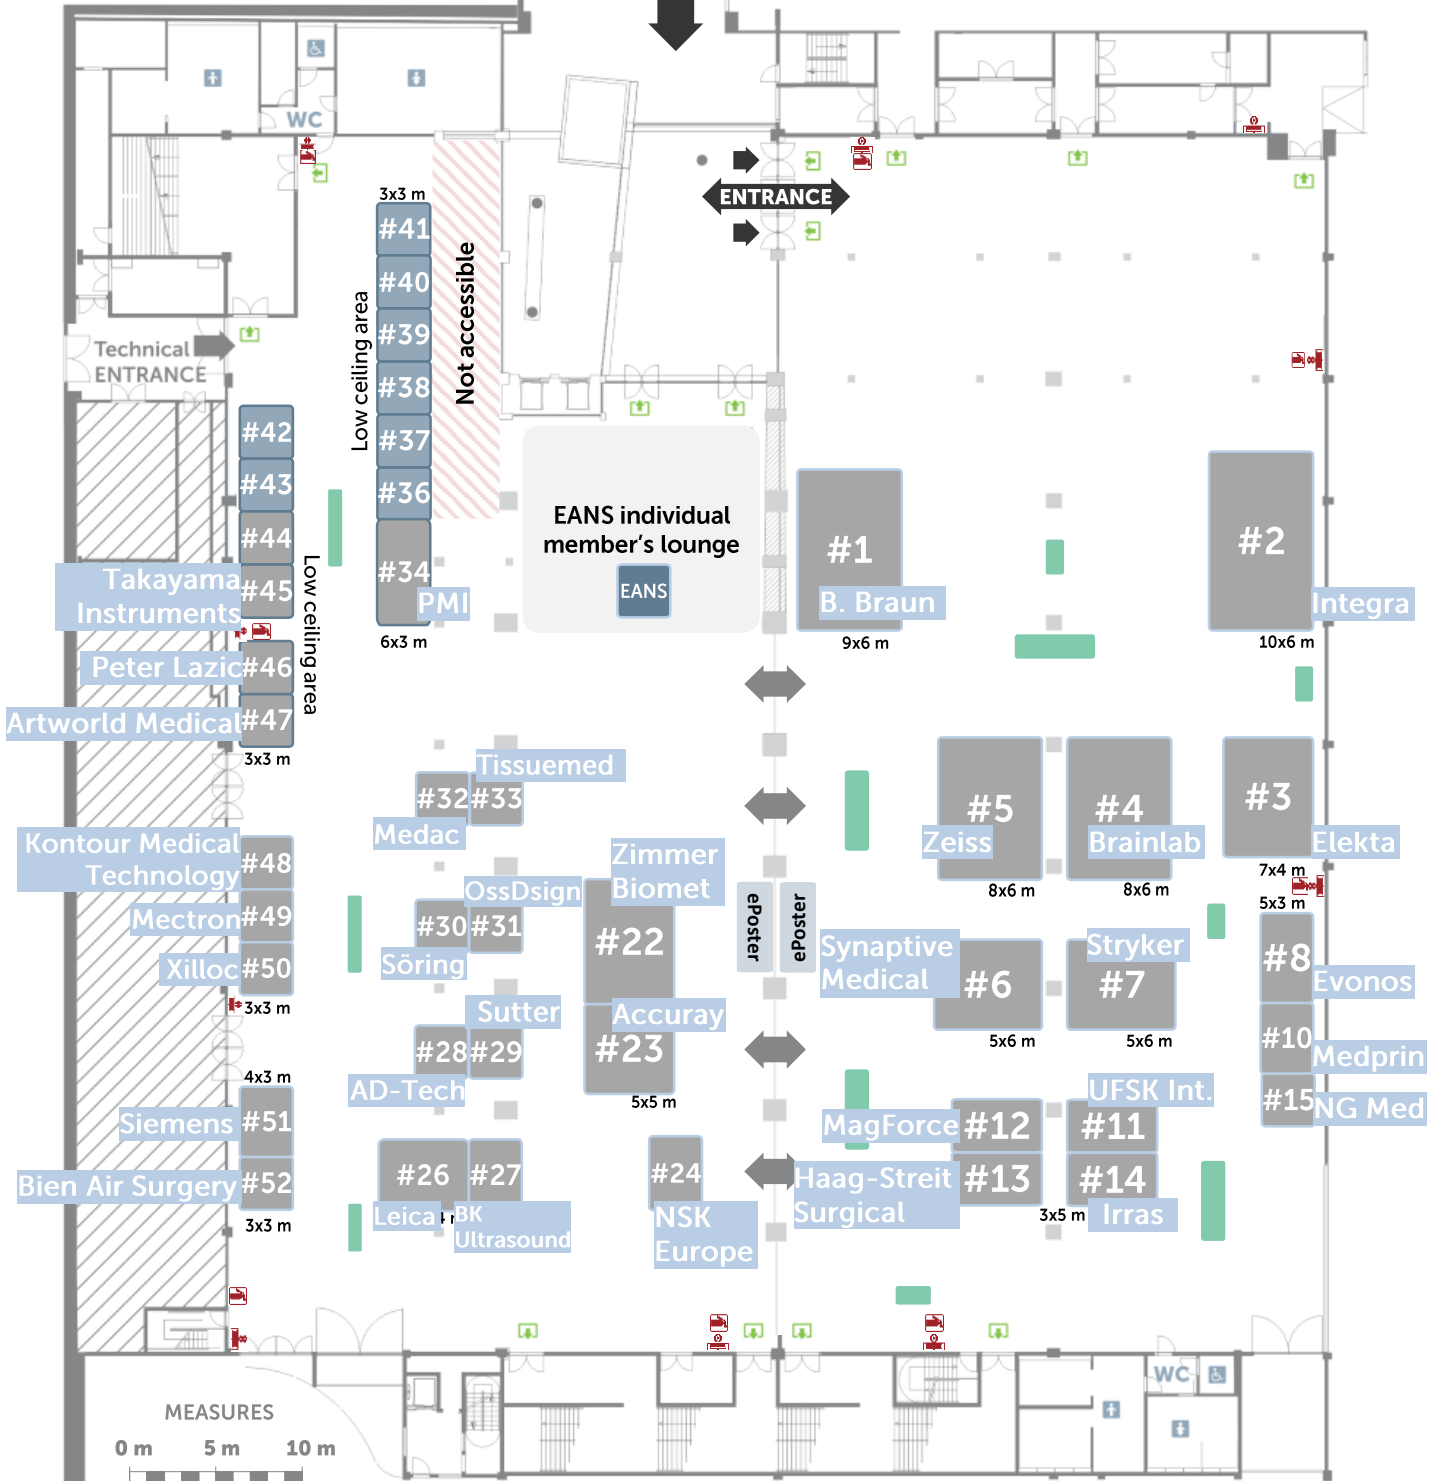 WC
ENTRANCE
3x3 m
#41
#40
#39
#38
#37
#36
#34
PMI
6x3 m
Low ceiling area
Not accessible
Technical
ENTRANCE
#42
#43
#44
#45
Takayama
Instruments
Low ceiling area
#46
Peter Lazic
#47
Artworld Medical
3x3 m
EANS individual
member's lounge
EANS
#1
B. Braun
9x6 m
#2
Integra
10x6 m
Tissuemed
#32
#33
Medac
#5
Zeiss
8x6 m
#4
Brainlab
8x6 m
#3
Elekta
7x4 m
5x3 m
Kontour Medical
Technology
#48
Mectron
#49
Xilloc
#50
3x3 m
OssDsign
#30
#31
Söring
Zimmer
Biomet
#22
Accuray
#23
5x5 m
ePoster
ePoster
Synaptive
Medical
#6
5x6 m
Stryker
#7
5x6 m
#8
Evonos
#10
Medprin
#15
NG Med
Sutter
#28
#29
AD-Tech
4x3 m
#51
Siemens
#52
Bien Air Surgery
3x3 m
#26
#27
Leica
BK
Ultrasound
#24
NSK
Europe
UFSK Int.
MagForce
#12
#11
Haag-Streit
Surgical
#13
#14
3x5 m
Irras
WC
MEASURES
0 m
5 m
10 m